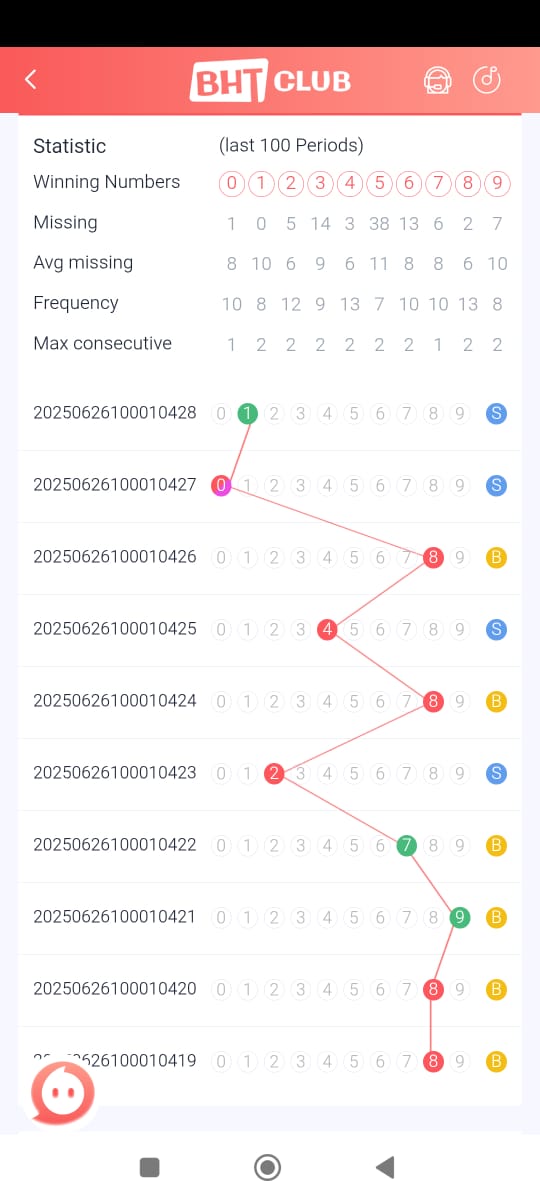 BHT CLUB
Statistic (last 100 Periods)
Winning Numbers 0 1 2 3 4 5 6 7 8 9
Missing 1 0 5 14 3 38 13 6 2 7
Avg missing 8 10 6 9 6 11 8 8 6 10
Frequency 10 8 12 9 13 7 10 10 13 8
Max consecutive 1 2 2 2 2 2 2 1 2 2
20250626100010428 0 1 2 3 4 5 6 7 8 9 S
20250626100010427 0 1 2 3 4 5 6 7 8 9 S
20250626100010426 0 1 2 3 4 5 6 7 8 9 B
20250626100010425 0 1 2 3 4 5 6 7 8 9 S
20250626100010424 0 1 2 3 4 5 6 7 8 9 B
20250626100010423 0 1 2 3 4 5 6 7 8 9 S
20250626100010422 0 1 2 3 4 5 6 7 8 9 B
20250626100010421 0 1 2 3 4 5 6 7 8 9 B
20250626100010420 0 1 2 3 4 5 6 7 8 9 B
0 1 2 3 4 5 6 7 8 9 B